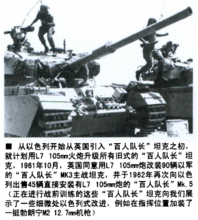 ■ 从以色列开始从英国引入“百人队长”坦克之初，
就计划用L7 105mm火炮升级所有旧式的“百人队长”坦
克。1961年10月，英国同意用L7 105mm炮改装90辆以军
的“百人队长”MK3主战坦克，并于1962年再次向以色
列出售45辆直接安装有L7 105mm炮的“百人队长”Mk.5
（正在进行战前训练的这些“百人队长”向我们展
示了一些细微处以色列式改进，例如在指挥位置加装了
一挺勃朗宁M2 12.7mm机枪）